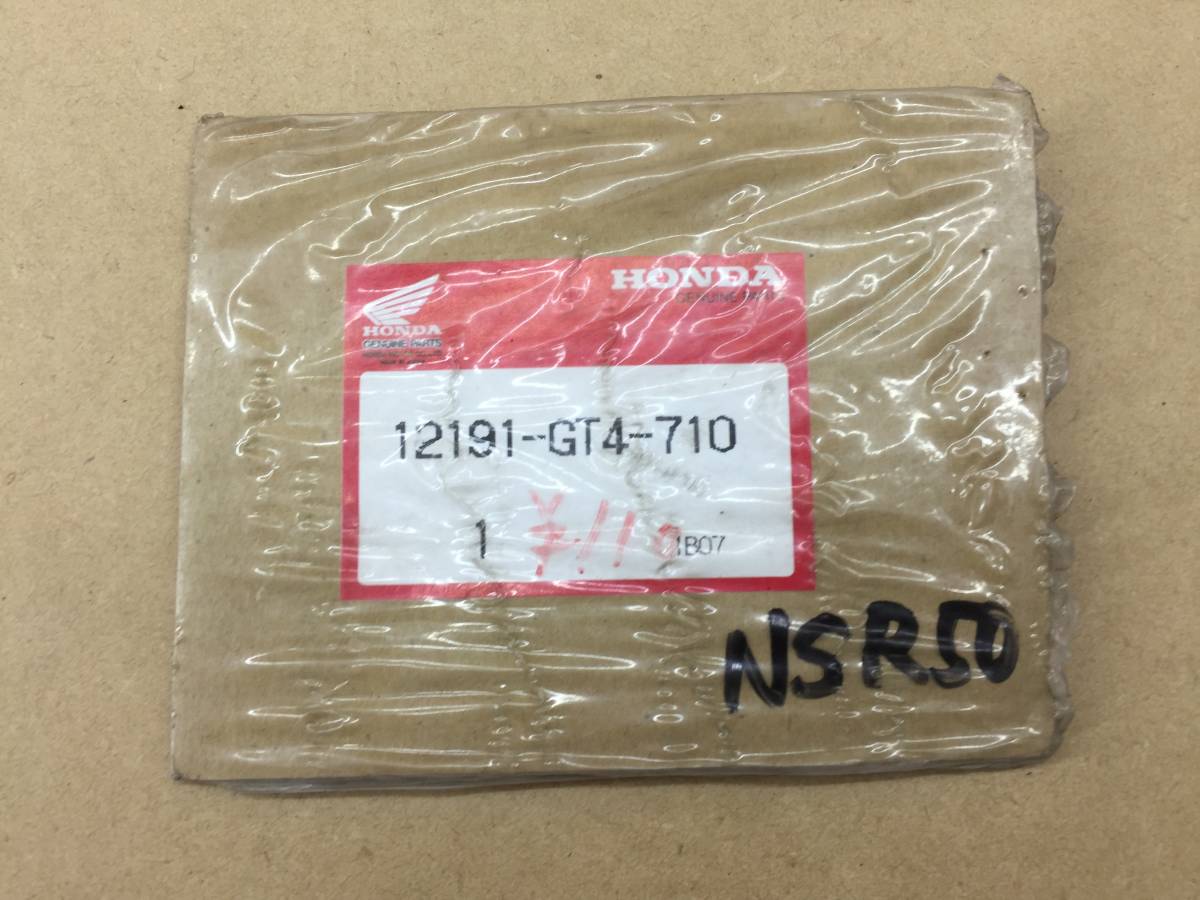 HONDA
GENUINE PARTS
HONDA
GENUINE PARTS
12191-GT4-710
1
1B07
NSR50